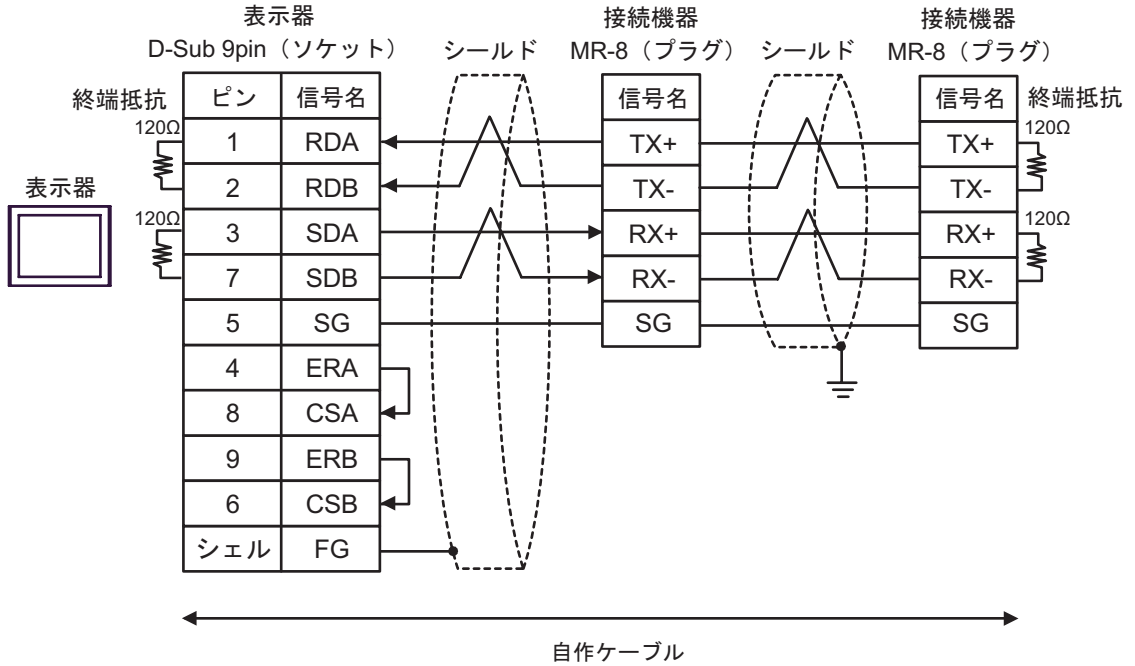 表示器
D-Sub 9pin（ソケット）
シールド
接続機器
MR-8（プラグ）
シールド
接続機器
MR-8（プラグ）
終端抵抗
ピン 信号名
信号名
信号名
終端抵抗
120Ω
1 RDA
TX+
TX+
120Ω
2 RDB
TX-
TX-
表示器
120Ω
3 SDA
RX+
RX+
120Ω
7 SDB
RX-
RX-
5 SG
SG
SG
4 ERA
8 CSA
9 ERB
6 CSB
シェル FG
自作ケーブル